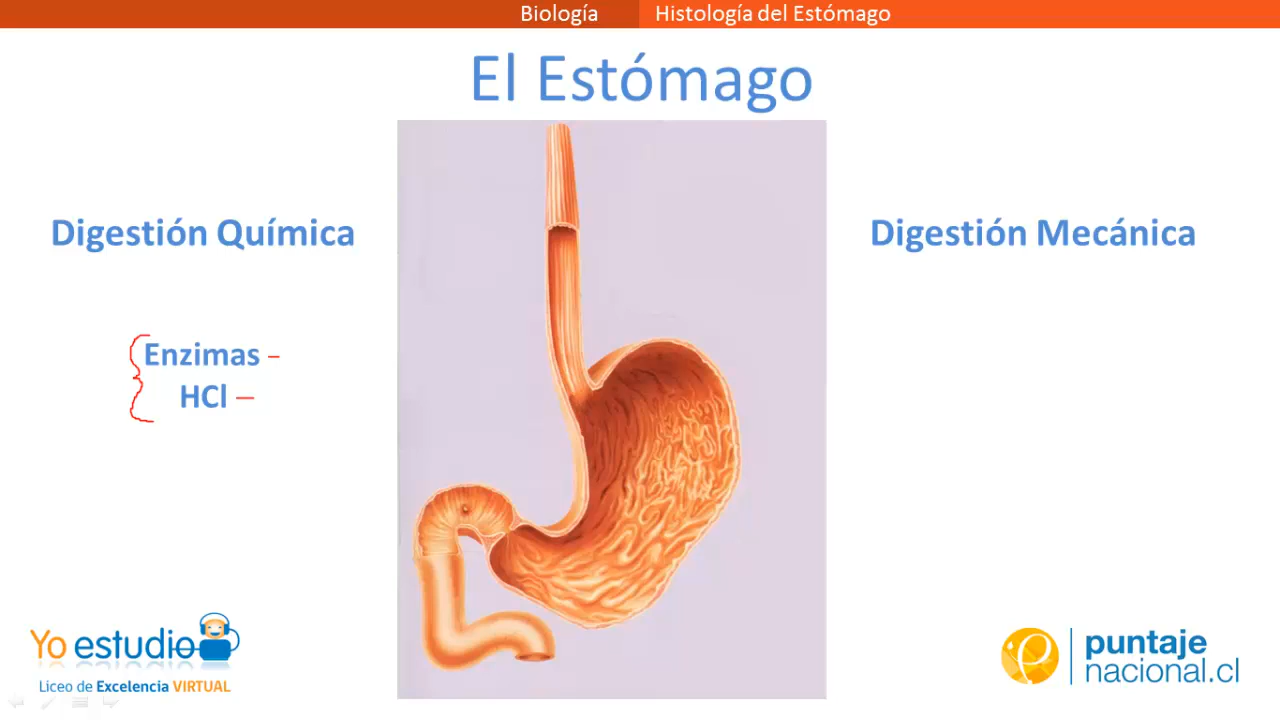 Biología
Histología del Estómago
El Estómago
Digestión Química
Digestión Mecánica
Enzimas –
HCl –
Yo estudio
Liceo de Excelencia VIRTUAL
puntaje
nacional.cl